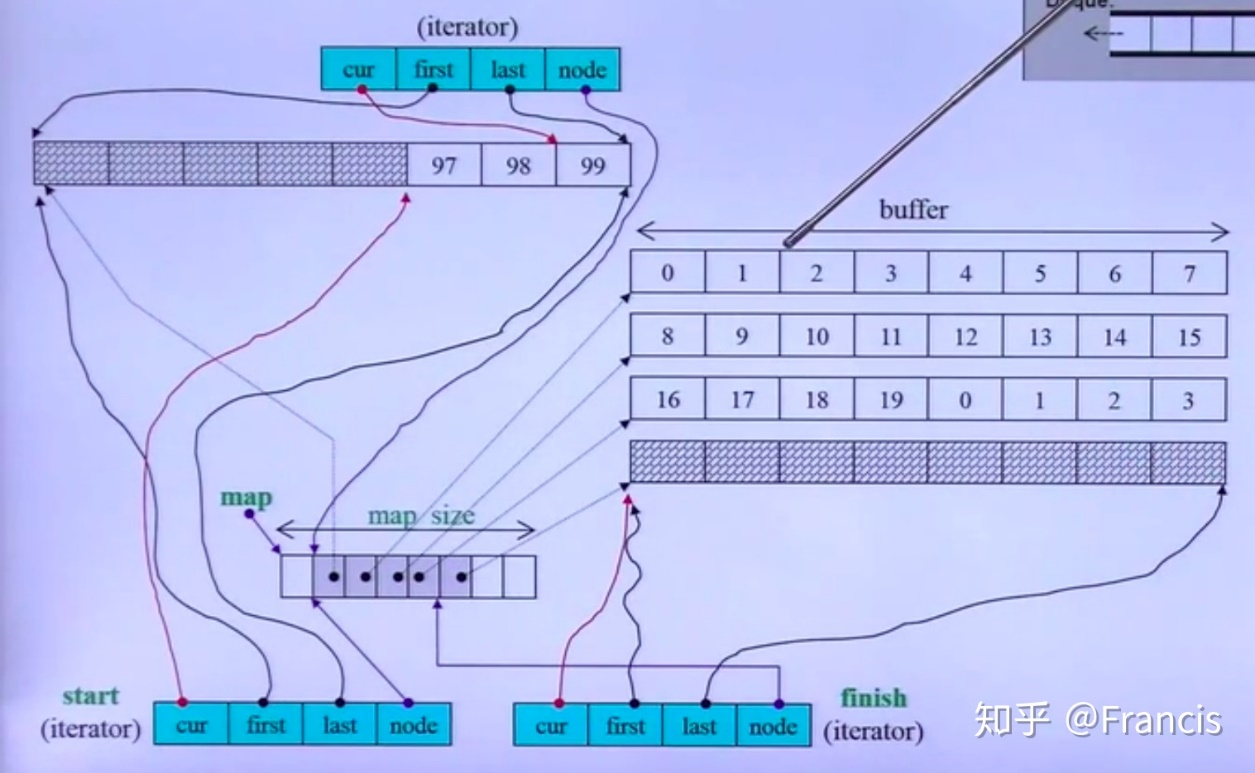 (iterator)
cur first last node
97 98 99
buffer
0 1 2 3 4 5 6 7
8 9 10 11 12 13 14 15
16 17 18 19 0 1 2 3
map
map size
start
(iterator)
cur first last node
cur first last node
finish
(iterator)
知乎 @Francis